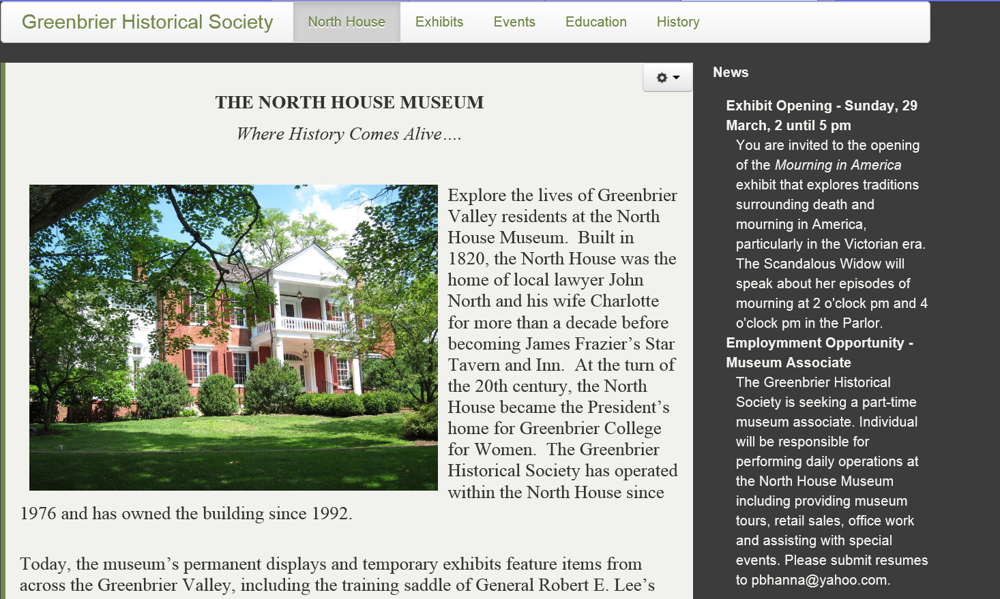 Greenbrier Historical Society North House Exhibits Events Education History
THE NORTH HOUSE MUSEUM
Where History Comes Alive….
Explore the lives of Greenbrier
Valley residents at the North
House Museum.  Built in
1820, the North House was the
home of local lawyer John
North and his wife Charlotte
for more than a decade before
becoming James Frazier’s Star
Tavern and Inn.  At the turn of
the 20th century, the North
House became the President’s
home for Greenbrier College
for Women.  The Greenbrier
Historical Society has operated
within the North House since
1976 and has owned the building since 1992.
Today, the museum’s permanent displays and temporary exhibits feature items from
across the Greenbrier Valley, including the training saddle of General Robert E. Lee’s
News
Exhibit Opening - Sunday, 29
March, 2 until 5 pm
You are invited to the opening
of the Mourning in America
exhibit that explores traditions
surrounding death and
mourning in America,
particularly in the Victorian era.
The Scandalous Widow will
speak about her episodes of
mourning at 2 o'clock pm and 4
o'clock pm in the Parlor.
Employmment Opportunity -
Museum Associate
The Greenbrier Historical
Society is seeking a part-time
museum associate. Individual
will be responsible for
performing daily operations at
the North House Museum
including providing museum
tours, retail sales, office work
and assisting with special
events. Please submit resumes
to pbhanna@yahoo.com.